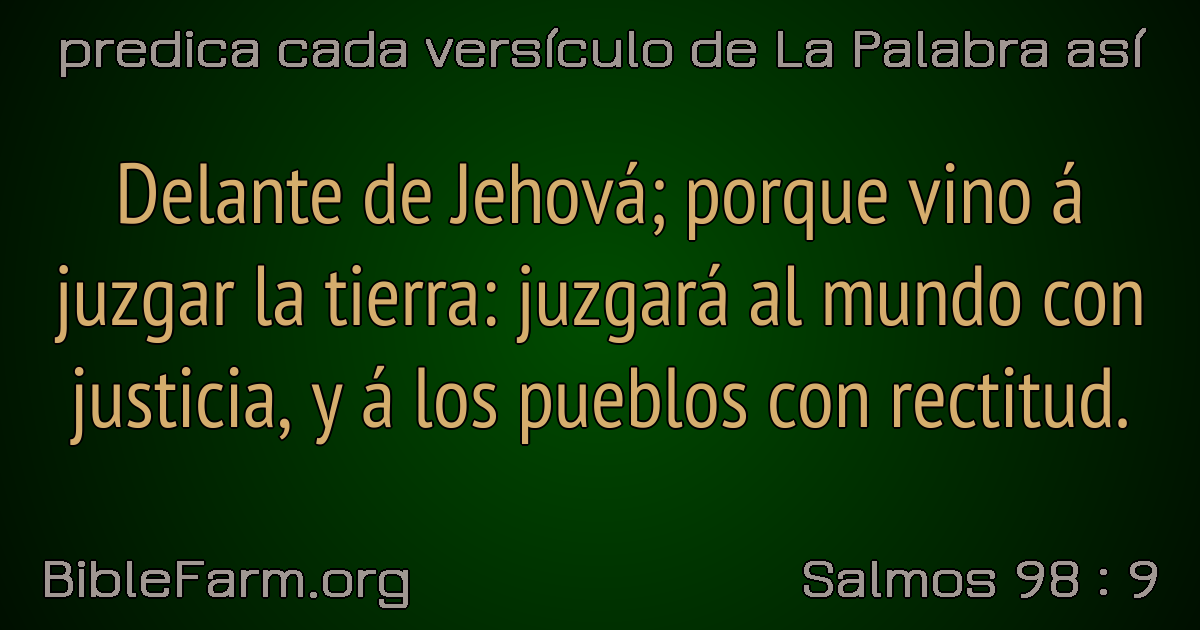 predica cada versículo de La Palabra así
Delante de Jehová; porque vino á
juzgar la tierra: juzgará al mundo con
justicia, y á los pueblos con rectitud.
BibleFarm.org
Salmos 98 : 9